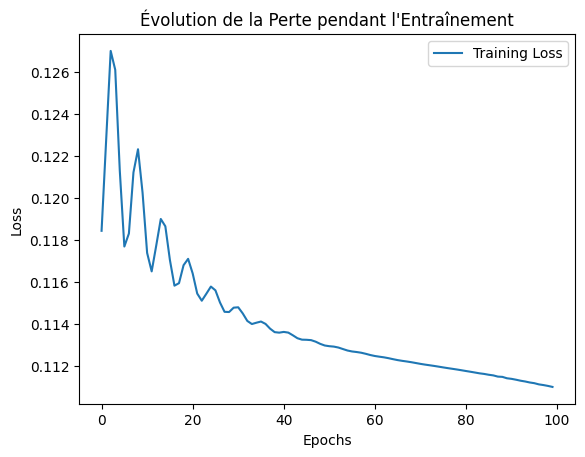 Évolution de la Perte pendant l'Entraînement
Training Loss
0.126
0.124
0.122
0.120
0.118
0.116
0.114
0.112
Loss
0 20 40 60 80 100
Epochs